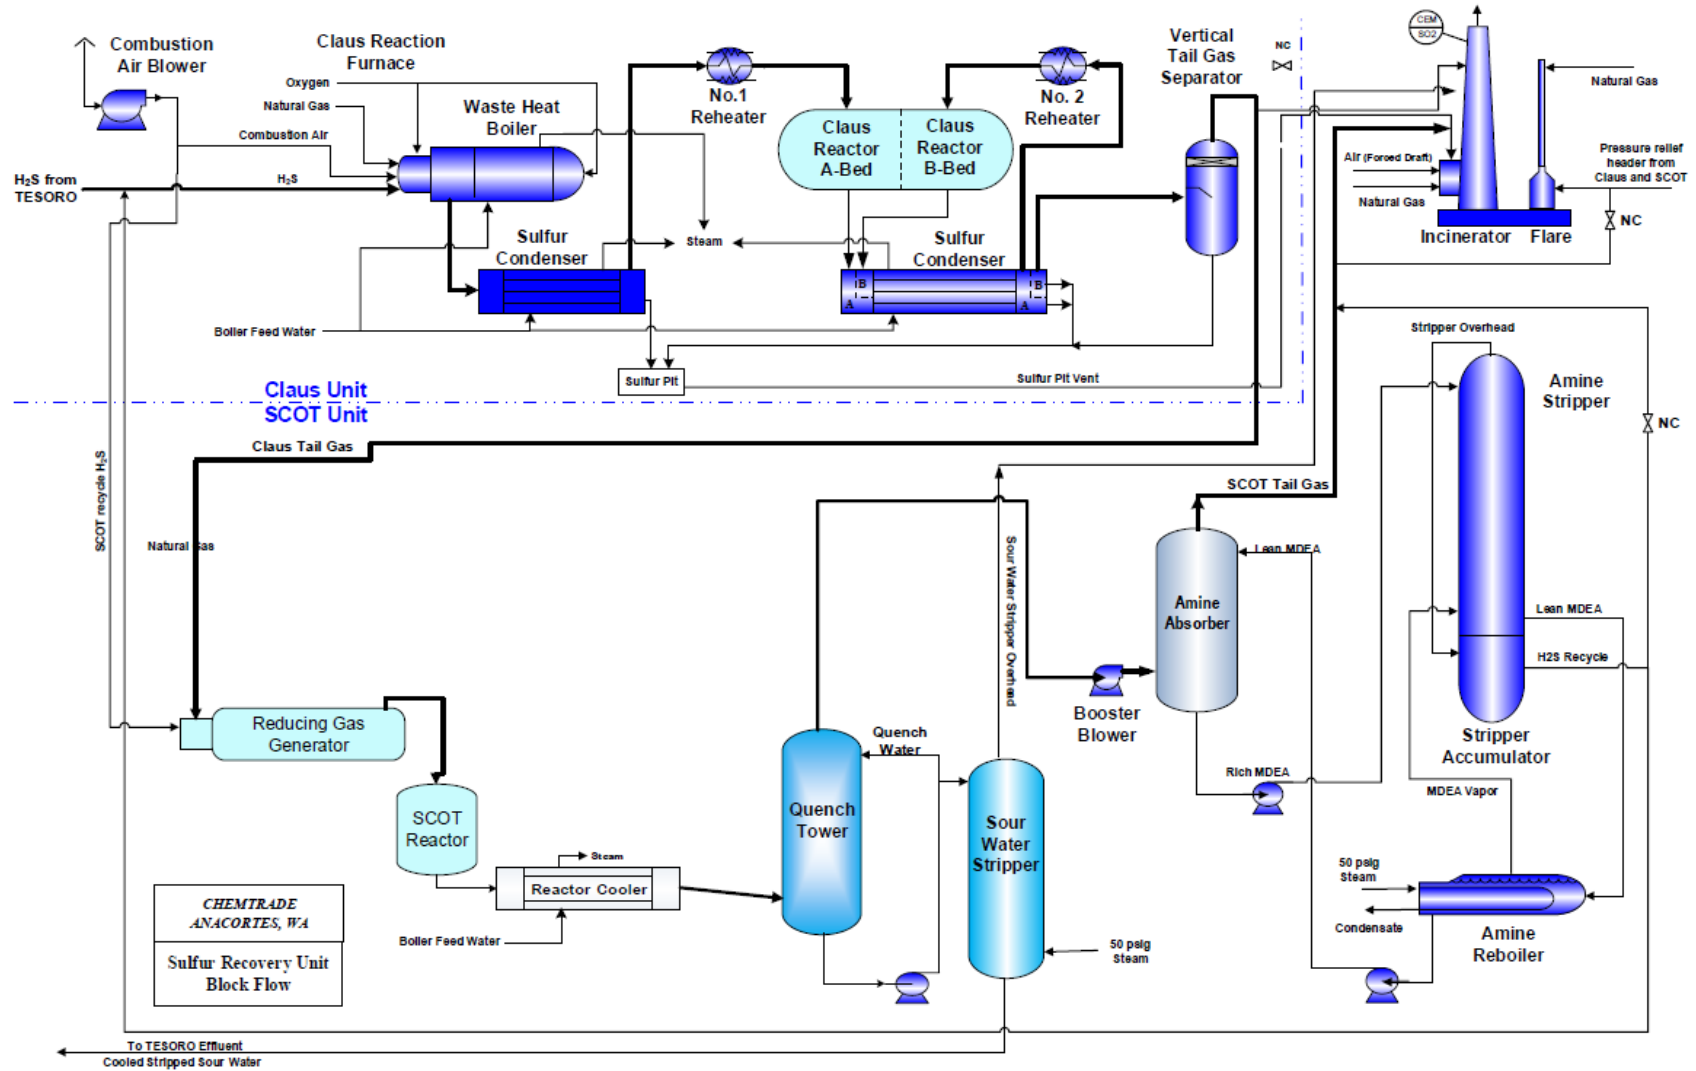 Combustion
Air Blower
Claus Reaction
Furnace
Oxygen
Natural Gas
Combustion Air
H₂S from
TESORO
H₂S
Waste Heat
Boiler
No.1
Reheater
Claus
Reactor
A-Bed
Claus
Reactor
B-Bed
No. 2
Reheater
Vertical
Tail Gas
Separator
NC
CEM
SO2
Natural Gas
Air (Forced Draft)
Natural Gas
Pressure relief
header from
Claus and SCOT
NC
Incinerator
Flare
Sulfur
Condenser
Steam
Sulfur
Condenser
B
A
B
A
Boiler Feed Water
Sulfur Pit
Sulfur Pit Vent
Claus Unit
SCOT Unit
Claus Tail Gas
SCOT recycle H₂S
Natural Gas
Stripper Overhead
Amine
Stripper
NC
SCOT Tail Gas
Sour Water Stripper Overhead
Lean MDEA
Amine
Absorber
Lean MDEA
H2S Recycle
Reducing Gas
Generator
Booster
Blower
Quench
Water
Stripper
Accumulator
Rich MDEA
MDEA Vapor
SCOT
Reactor
Quench
Tower
Sour
Water
Stripper
Steam
Reactor Cooler
Boiler Feed Water
50 psig
Steam
50 psig
Steam
Condensate
Amine
Reboiler
CHEMTRADE
ANACORTES, WA
Sulfur Recovery Unit
Block Flow
To TESORO Effluent
Cooled Stripped Sour Water